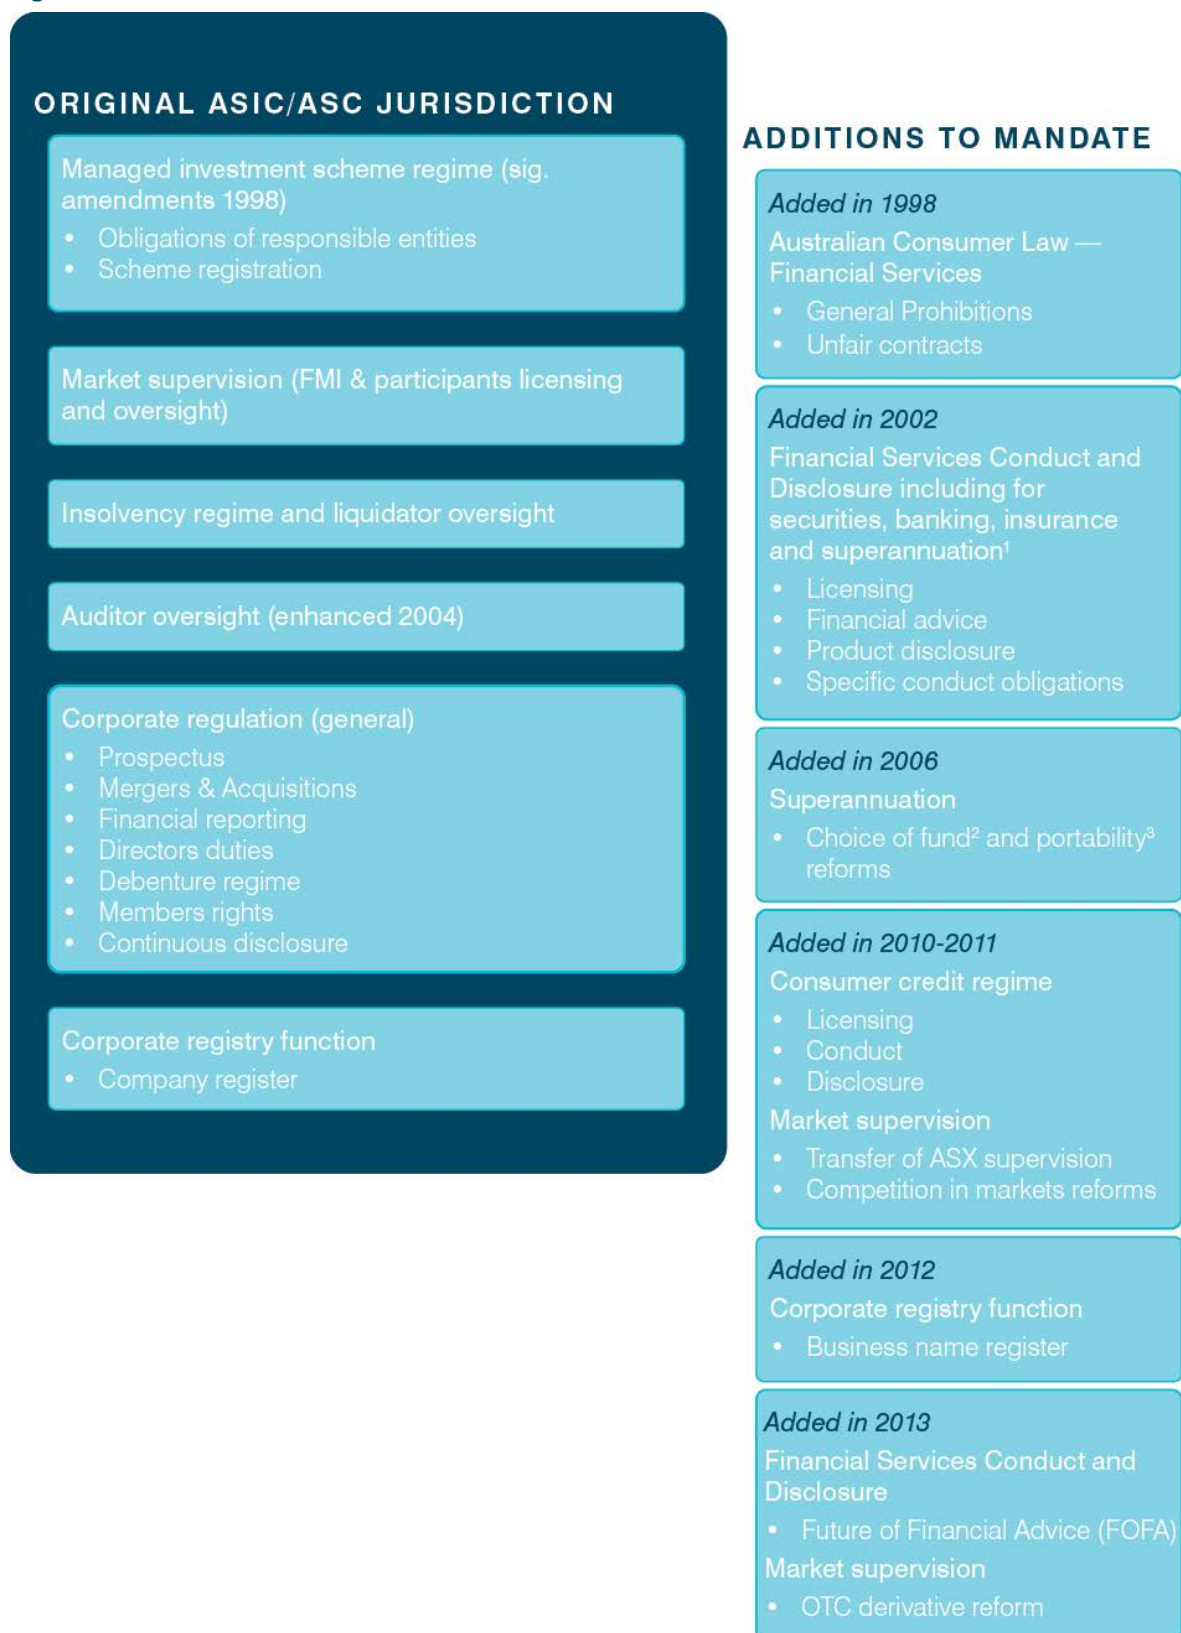 ORIGINAL ASIC/ASC JURISDICTION
Managed investment scheme regime (sig.
amendments 1998)
• Obligations of responsible entities
• Scheme registration
Market supervision (FMI & participants licensing
and oversight)
Insolvency regime and liquidator oversight
Auditor oversight (enhanced 2004)
Corporate regulation (general)
• Prospectus
• Mergers & Acquisitions
• Financial reporting
• Directors duties
• Debenture regime
• Members rights
• Continuous disclosure
Corporate registry function
• Company register
ADDITIONS TO MANDATE
Added in 1998
Australian Consumer Law —
Financial Services
• General Prohibitions
• Unfair contracts
Added in 2002
Financial Services Conduct and
Disclosure including for
securities, banking, insurance
and superannuation¹
• Licensing
• Financial advice
• Product disclosure
• Specific conduct obligations
Added in 2006
Superannuation
• Choice of fund² and portability³
reforms
Added in 2010-2011
Consumer credit regime
• Licensing
• Conduct
• Disclosure
Market supervision
• Transfer of ASX supervision
• Competition in markets reforms
Added in 2012
Corporate registry function
• Business name register
Added in 2013
Financial Services Conduct and
Disclosure
• Future of Financial Advice (FOFA)
Market supervision
• OTC derivative reform